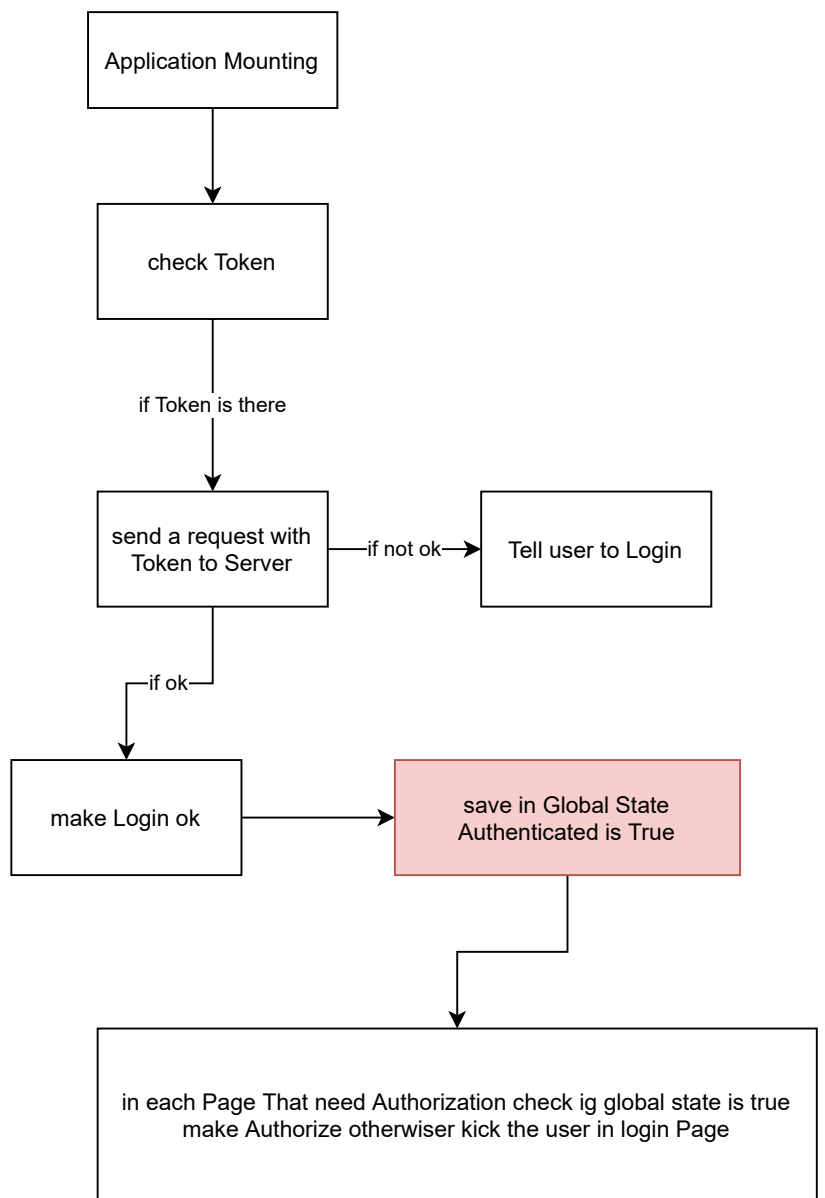 Application Mounting
check Token
if Token is there
send a request with
Token to Server
if not ok
Tell user to Login
if ok
make Login ok
save in Global State
Authenticated is True
in each Page That need Authorization check ig global state is true
make Authorize otherwiser kick the user in login Page